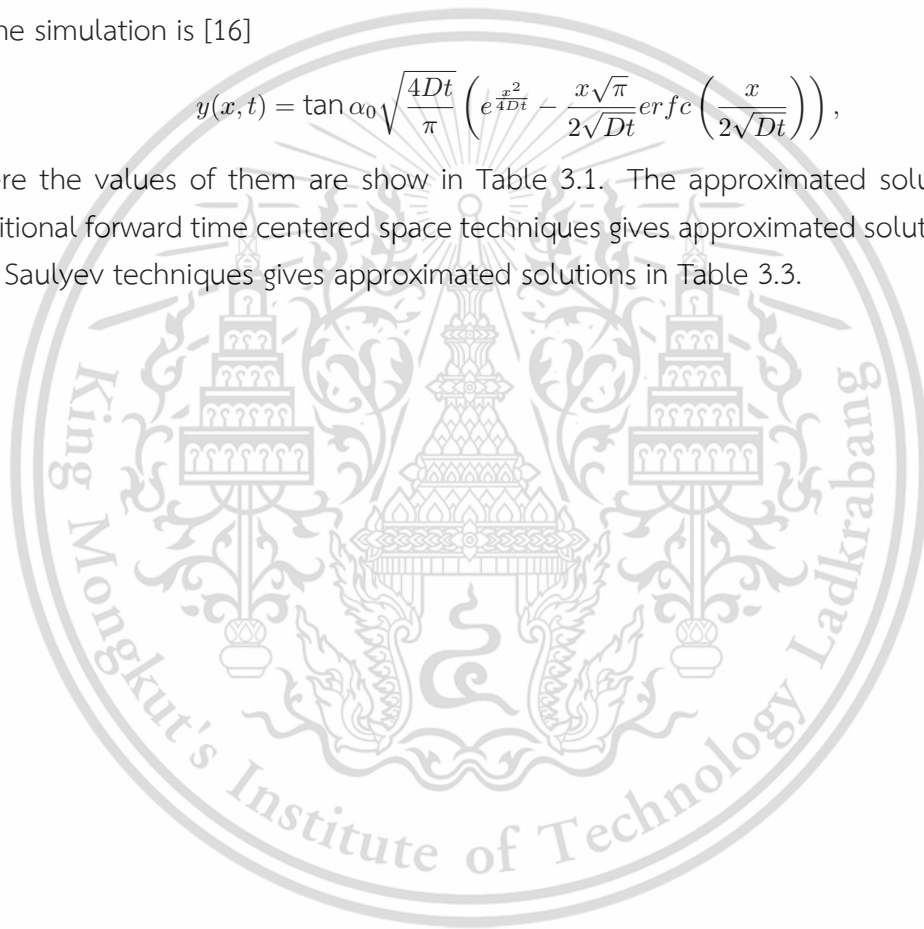 ne simulation is [16]
y(x, t) = tan α₀ √(4Dt/π) ( e^(x²/4Dt) − (x√π/2√Dt) erfc ( x/2√Dt ) ) ,
ere the values of them are show in Table 3.1. The approximated solu
itional forward time centered space techniques gives approximated solut
Saulyev techniques gives approximated solutions in Table 3.3.
King Mongkut's Institute of Technology Ladkrabang